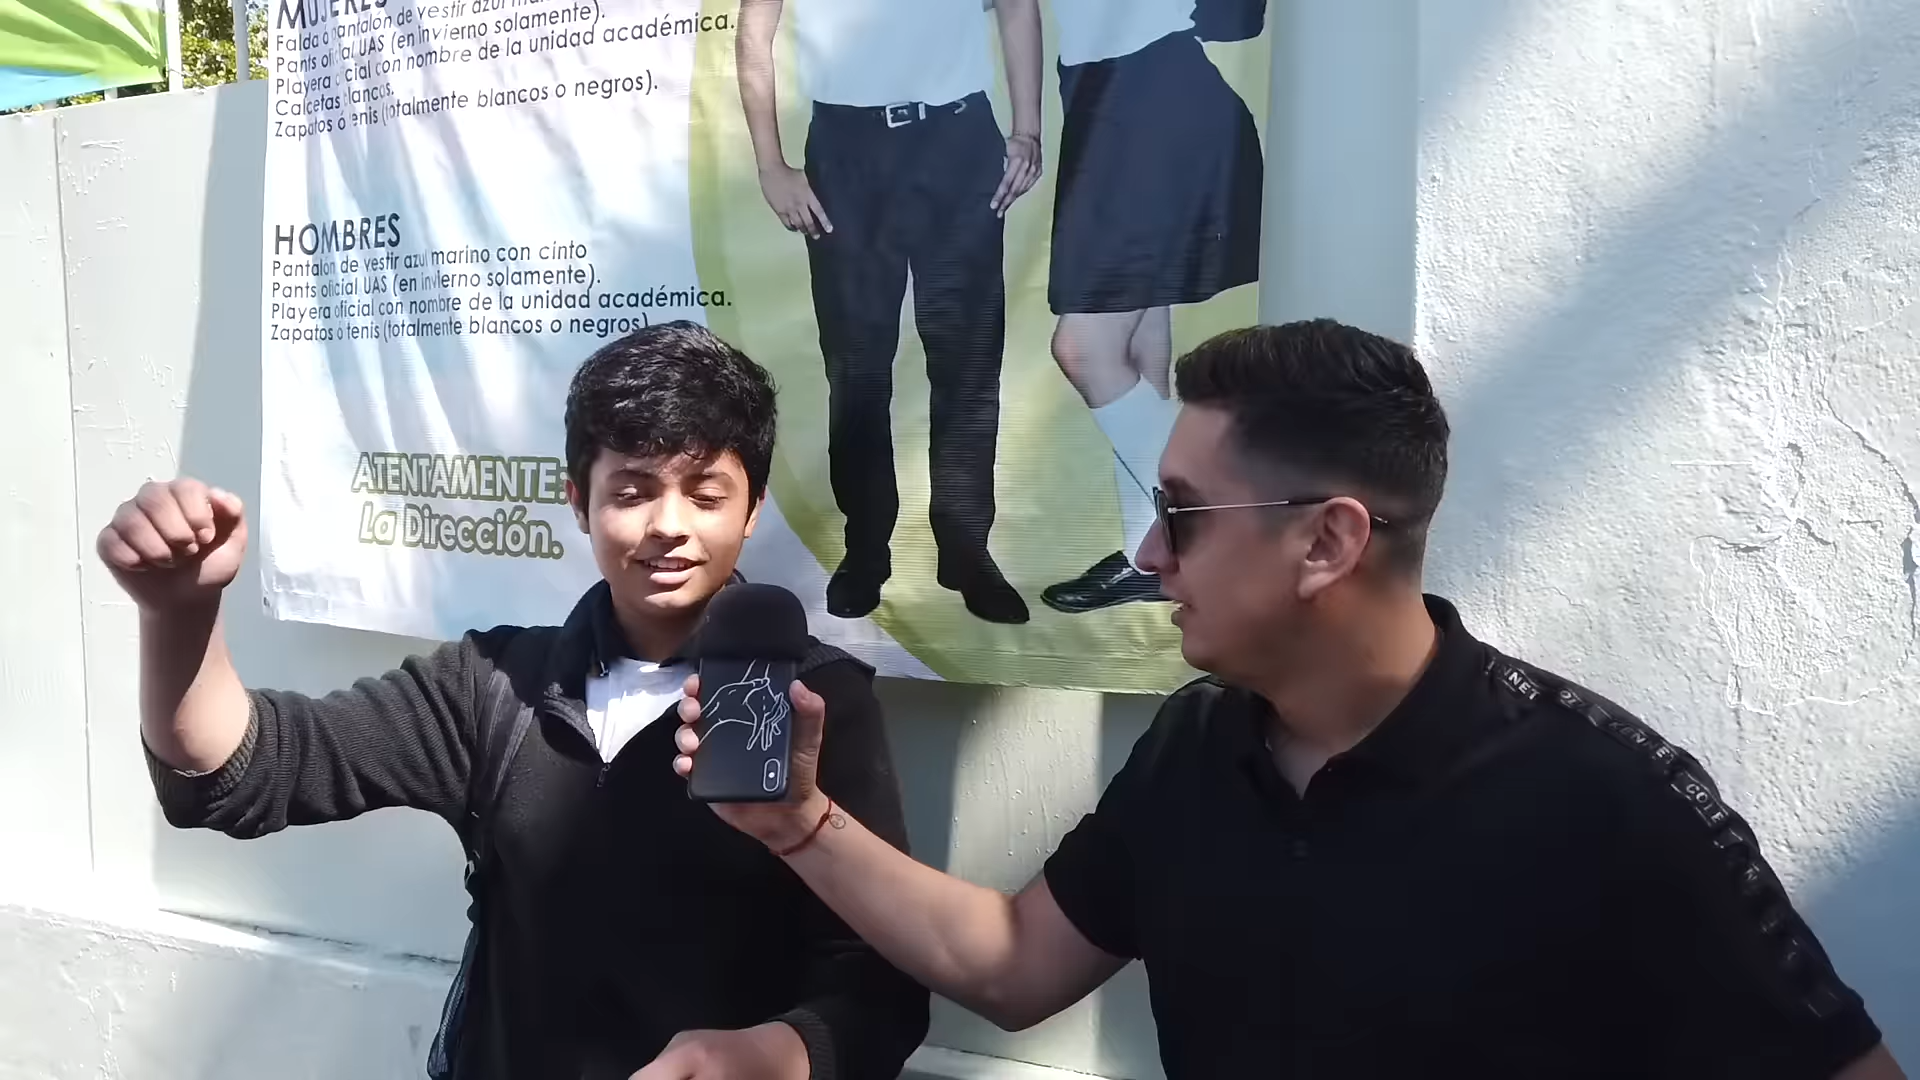 MUJERES
Falda ó pantalón de vestir azul
Pants oficial UAS (en invierno solamente).
Playera oficial con nombre de la unidad académica.
Calcetas blancas.
Zapatos ó tenis (totalmente blancos o negros).
HOMBRES
Pantalón de vestir azul marino con cinto
Pants oficial UAS (en invierno solamente).
Playera oficial con nombre de la unidad académica.
Zapatos ó tenis (totalmente blancos o negros)
ATENTAMENTE:
La Dirección.